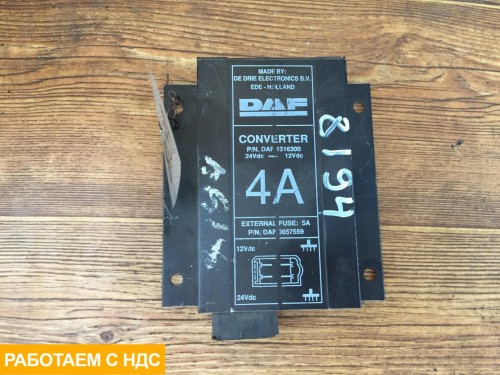 MADE BY:
DE DRIE ELECTRONICS B.V.
EDE - HOLLAND
DAF
CONVERTER
P/N. DAF 1316300
24Vdc — 12Vdc
4A
EXTERNAL FUSE: 5A
P/N. DAF 0657559
12Vdc
24Vdc
8194
РАБОТАЕМ С НДС